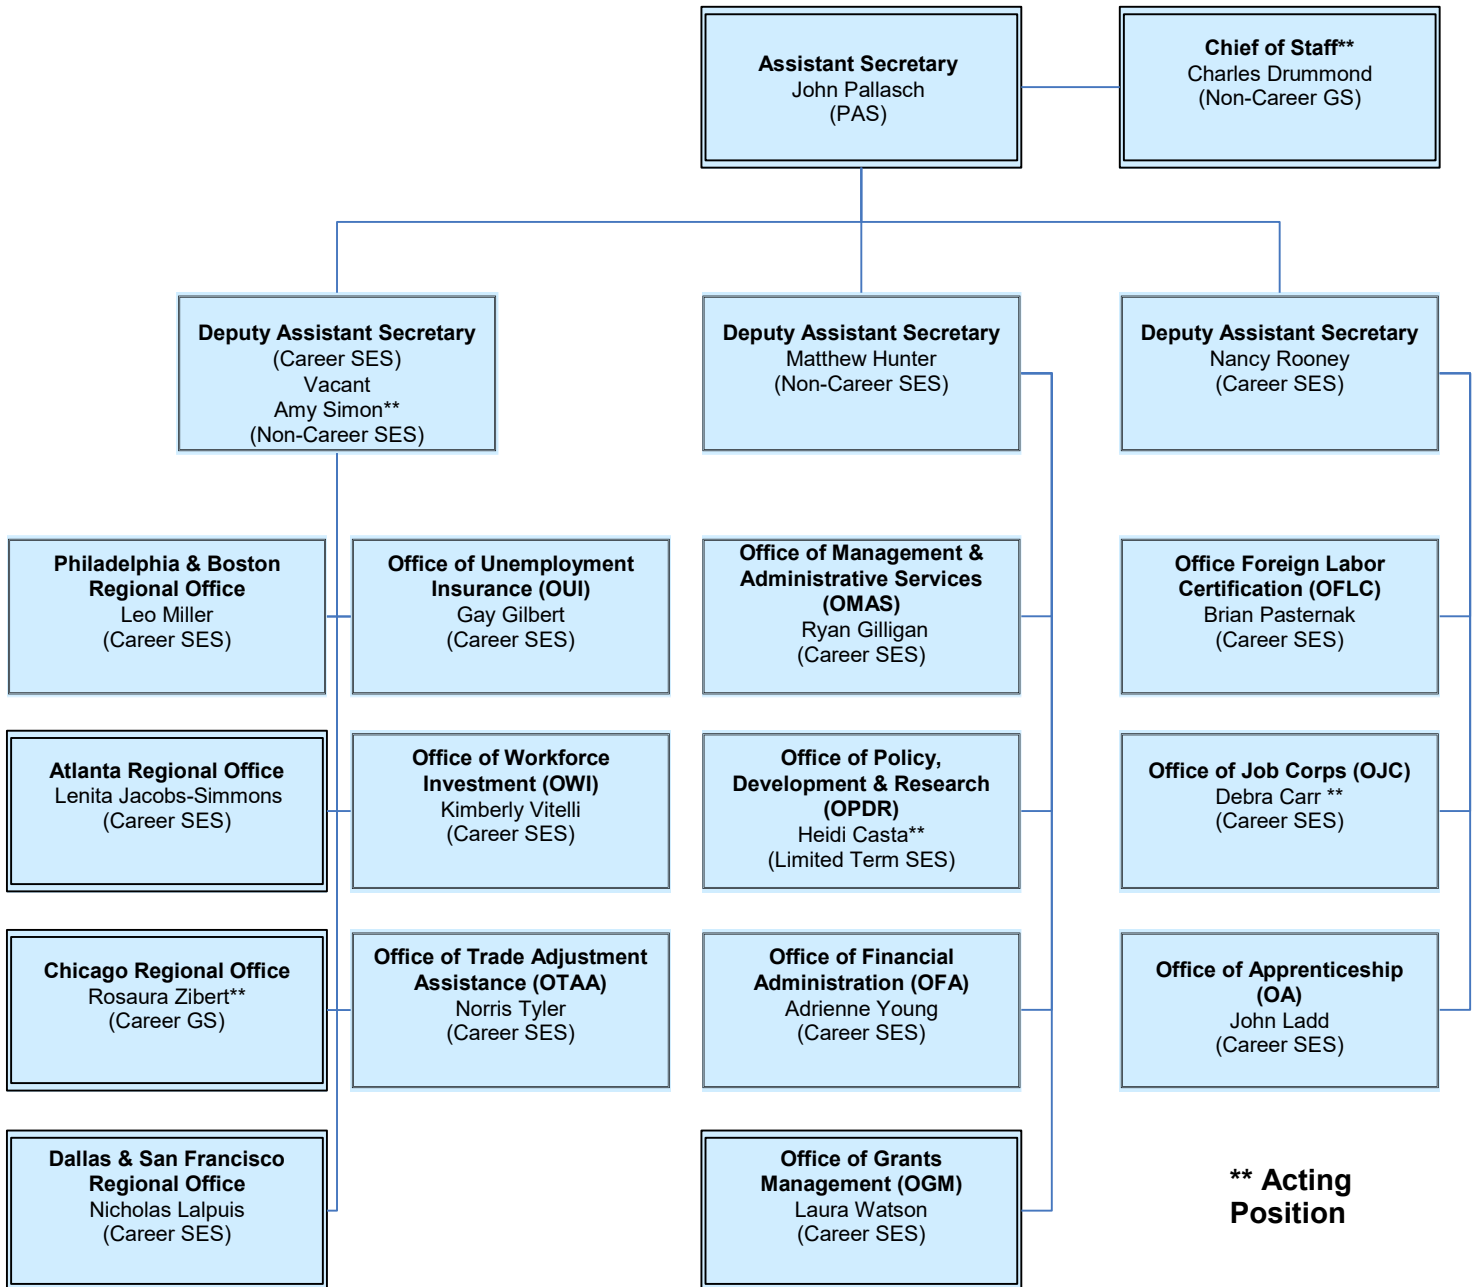 Assistant Secretary
John Pallasch
(PAS)
Chief of Staff**
Charles Drummond
(Non-Career GS)
Deputy Assistant Secretary
(Career SES)
Vacant
Amy Simon**
(Non-Career SES)
Deputy Assistant Secretary
Matthew Hunter
(Non-Career SES)
Deputy Assistant Secretary
Nancy Rooney
(Career SES)
Philadelphia & Boston
Regional Office
Leo Miller
(Career SES)
Office of Unemployment
Insurance (OUI)
Gay Gilbert
(Career SES)
Office of Management &
Administrative Services
(OMAS)
Ryan Gilligan
(Career SES)
Office Foreign Labor
Certification (OFLC)
Brian Pasternak
(Career SES)
Atlanta Regional Office
Lenita Jacobs-Simmons
(Career SES)
Office of Workforce
Investment (OWI)
Kimberly Vitelli
(Career SES)
Office of Policy,
Development & Research
(OPDR)
Heidi Casta**
(Limited Term SES)
Office of Job Corps (OJC)
Debra Carr **
(Career SES)
Chicago Regional Office
Rosaura Zibert**
(Career GS)
Office of Trade Adjustment
Assistance (OTAA)
Norris Tyler
(Career SES)
Office of Financial
Administration (OFA)
Adrienne Young
(Career SES)
Office of Apprenticeship
(OA)
John Ladd
(Career SES)
Dallas & San Francisco
Regional Office
Nicholas Lalpuis
(Career SES)
Office of Grants
Management (OGM)
Laura Watson
(Career SES)
** Acting
Position